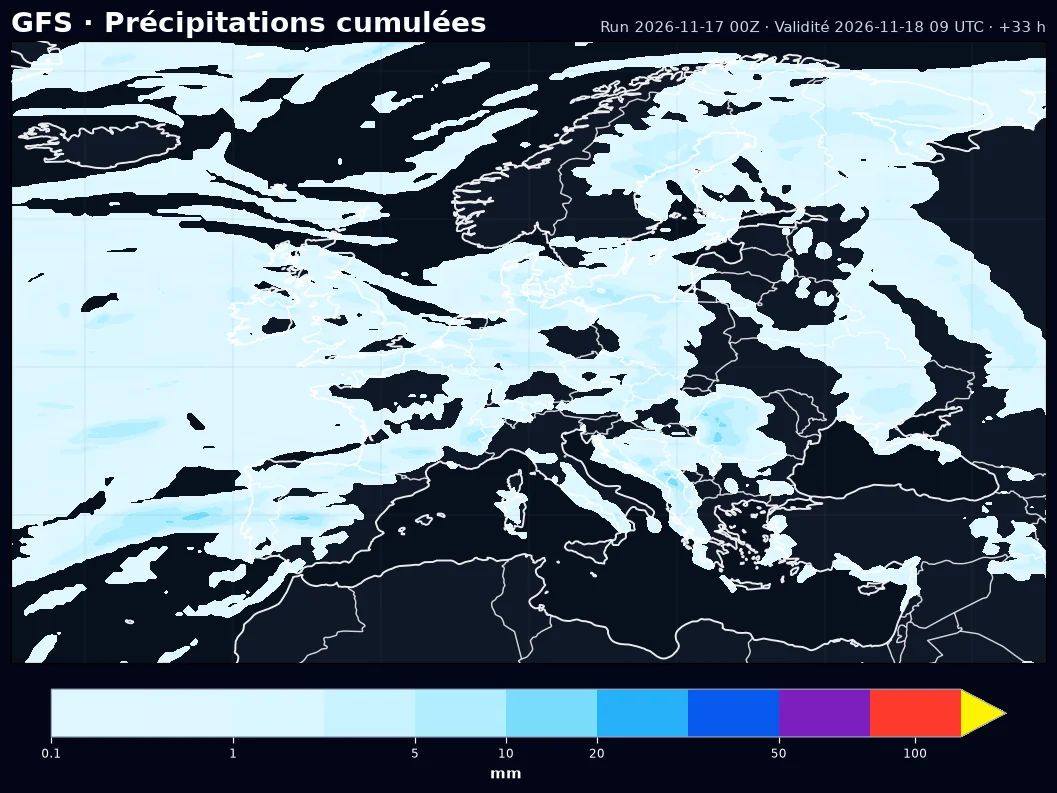 GFS · Précipitations cumulées
Run 2026-11-17 00Z · Validité 2026-11-18 09 UTC · +33 h
0.1 1 5 10 20 50 100
mm